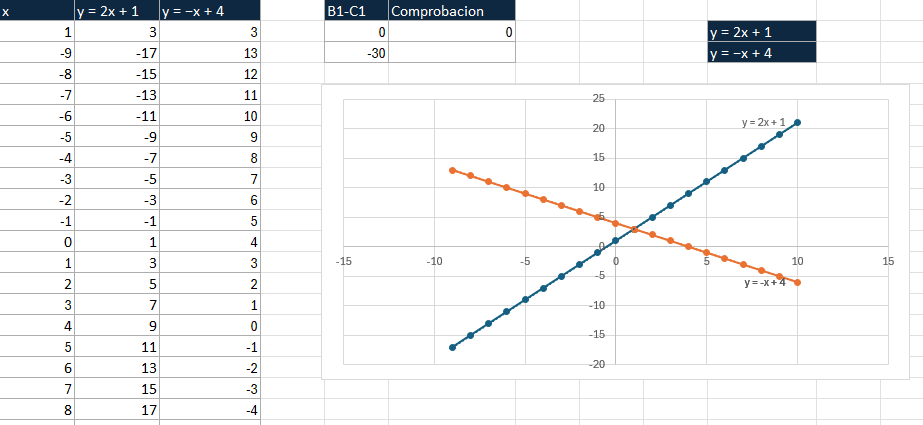 x y = 2x + 1 y = −x + 4 B1-C1 Comprobacion
1 3 3 0 0 y = 2x + 1
-9 -17 13 -30 y = −x + 4
-8 -15 12
-7 -13 11
-6 -11 10
-5 -9 9
-4 -7 8
-3 -5 7
-2 -3 6
-1 -1 5
0 1 4
1 3 3
2 5 2
3 7 1
4 9 0
5 11 -1
6 13 -2
7 15 -3
8 17 -4
25
y = 2x + 1
20
15
10
5
0
-15 -10 -5 0 5 10 15
-5
y = -x + 4
-10
-15
-20